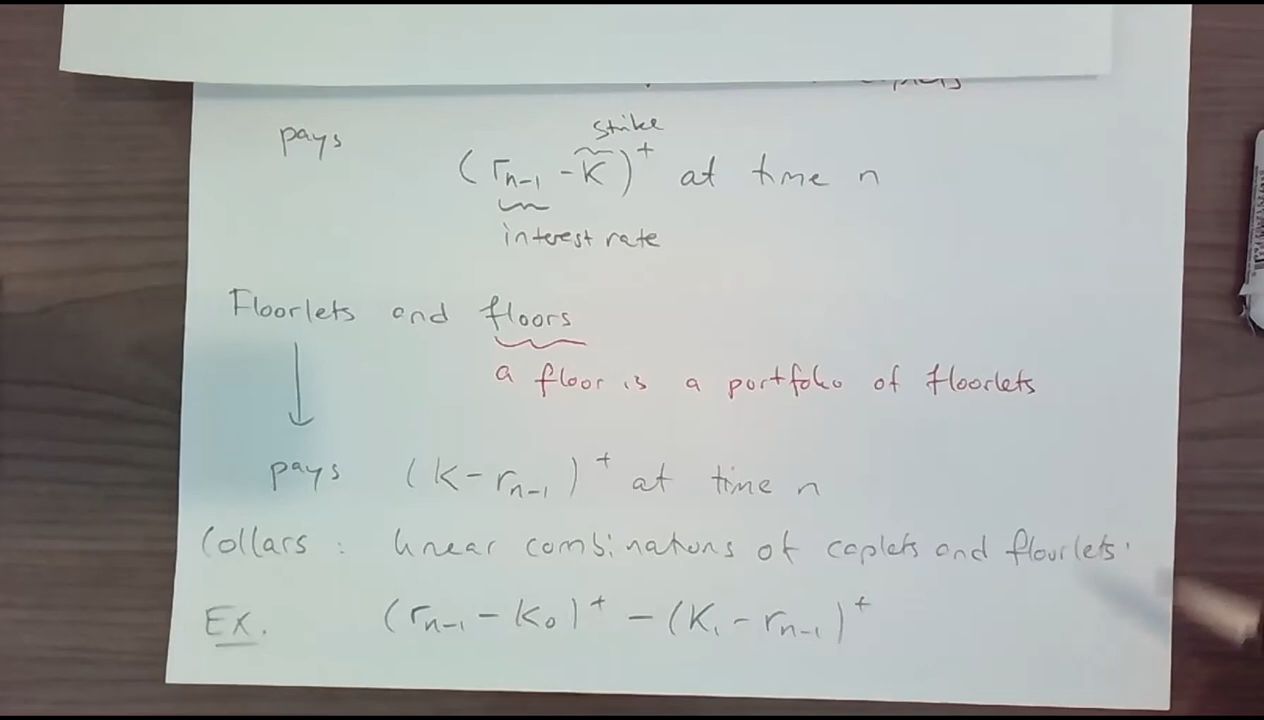 strike
pays (r_{n-1} - K)^+ at time n
interest rate
Floorlets and floors
a floor is a portfolio of floorlets
pays (K - r_{n-1})^+ at time n
Collars : linear combinations of caplets and floorlets.
EX. (r_{n-1} - K_0)^+ - (K_1 - r_{n-1})^+